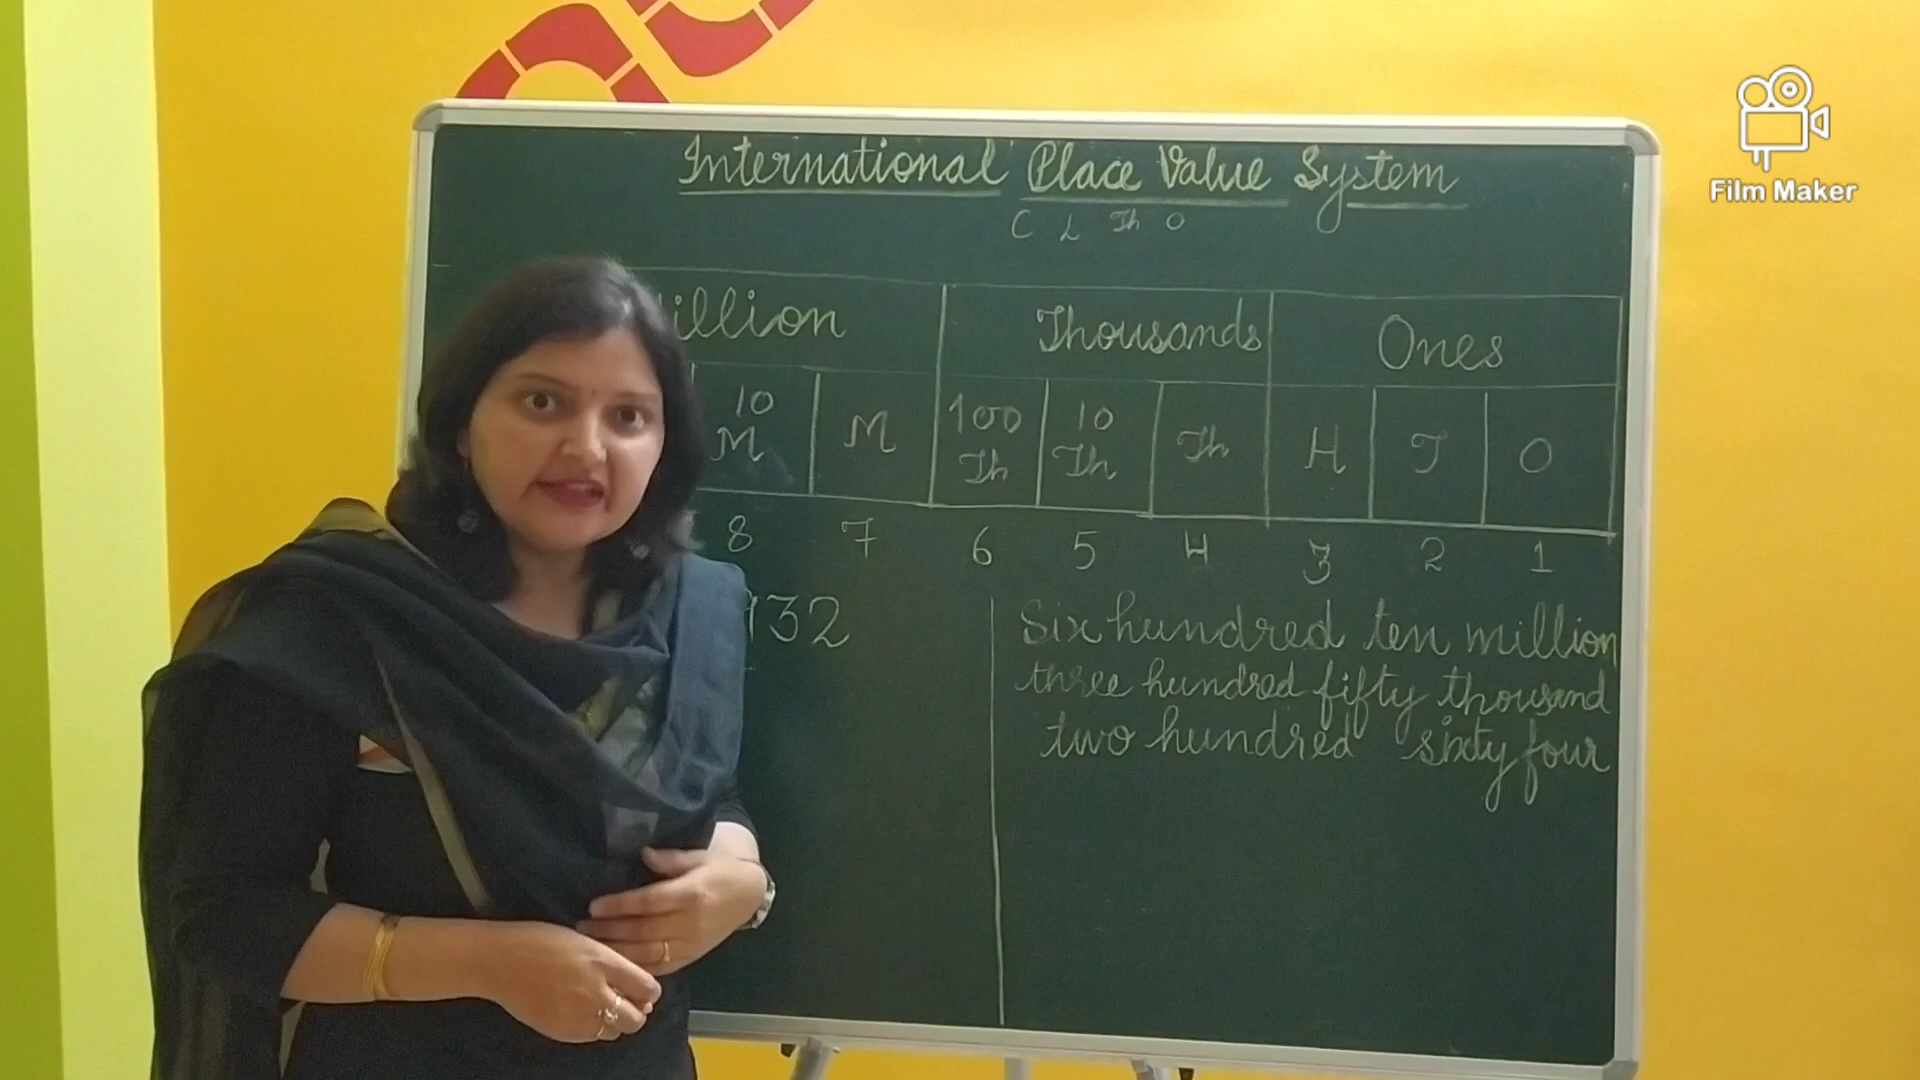 International Place Value System
C L Th O
illion Thousands Ones
10 M M 100 Th 10 Th Th H T O
8 7 6 5 4 3 2 1
932
Six hundred ten million
three hundred fifty thousand
two hundred sixty four
Film Maker